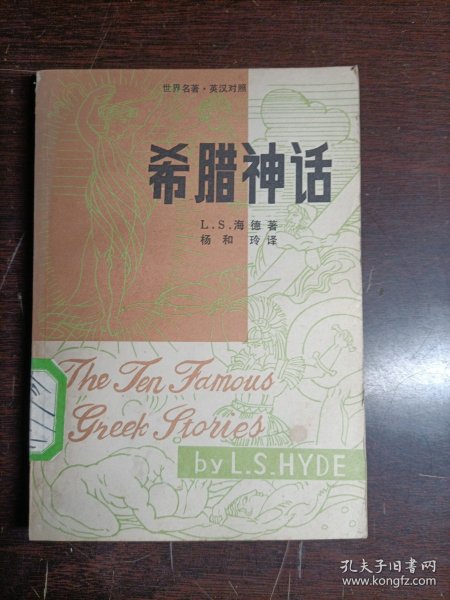 世界名著·英汉对照
希腊神话
L.S.海德著
杨和玲译
The Ten Famous
Greek Stories
by L.S.HYDE
孔夫子旧书网
www.kongfz.com